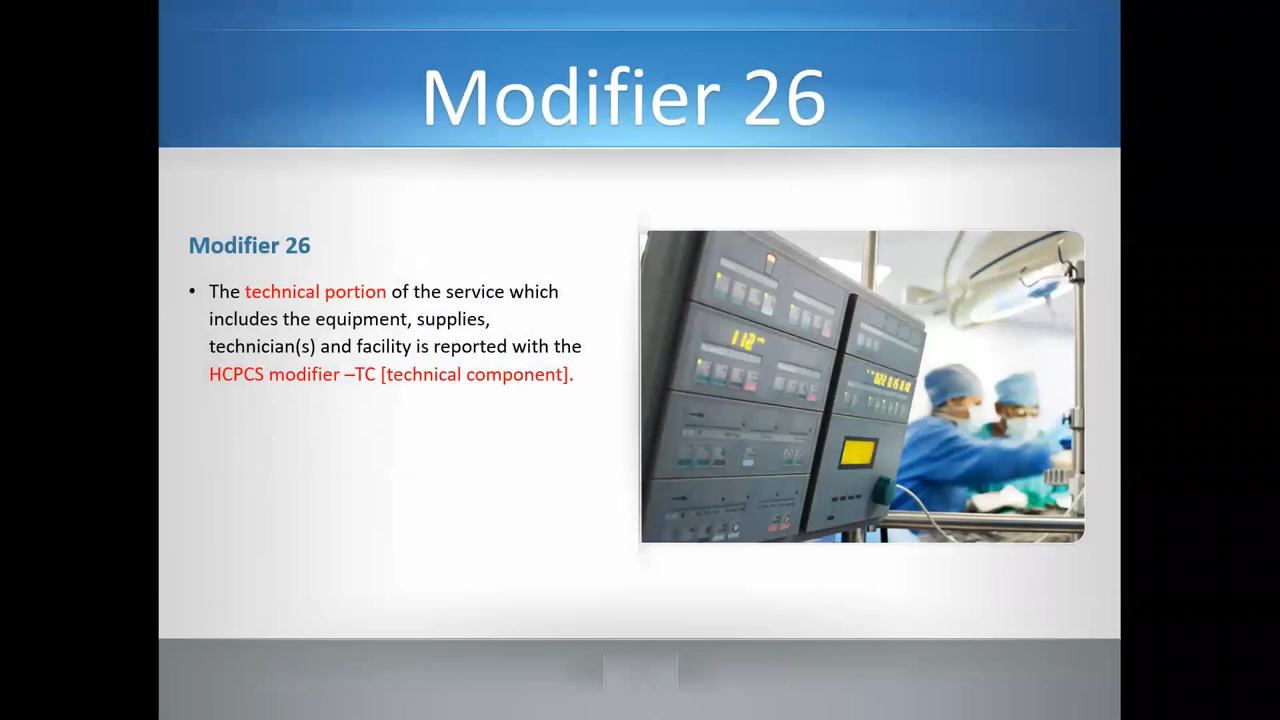 Modifier 26
Modifier 26
• The technical portion of the service which
includes the equipment, supplies,
technician(s) and facility is reported with the
HCPCS modifier –TC [technical component].
112